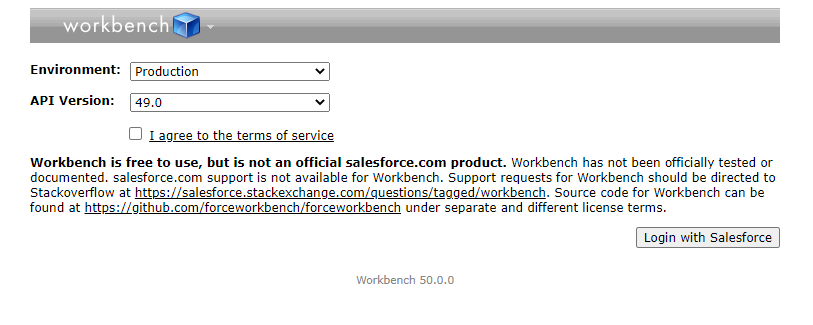 workbench
Environment: Production
API Version: 49.0
I agree to the terms of service
Workbench is free to use, but is not an official salesforce.com product. Workbench has not been officially tested or
documented. salesforce.com support is not available for Workbench. Support requests for Workbench should be directed to
Stackoverflow at https://salesforce.stackexchange.com/questions/tagged/workbench. Source code for Workbench can be
found at https://github.com/forceworkbench/forceworkbench under separate and different license terms.
Login with Salesforce
Workbench 50.0.0